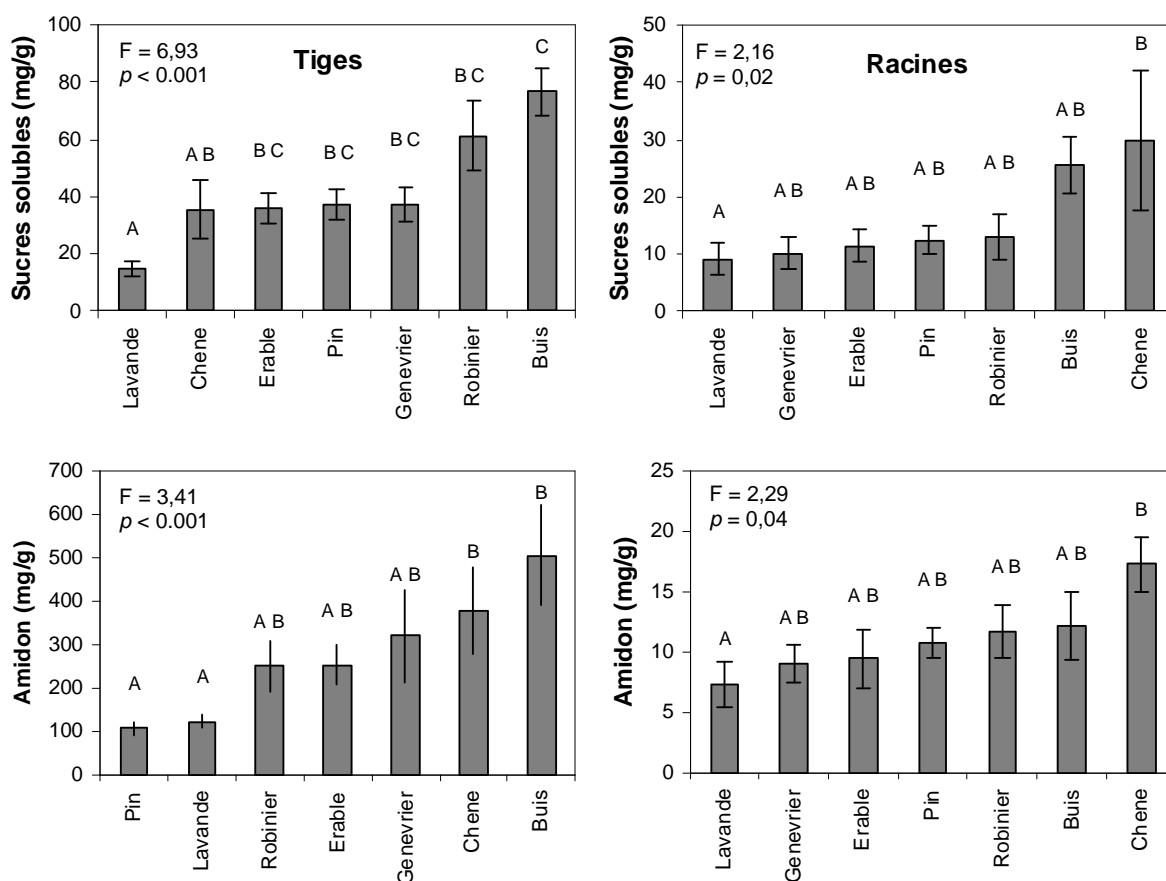 Tiges
F = 6,93
p < 0.001
Sucres solubles (mg/g)
100
80
60
40
20
0
A
A B
B C
B C
B C
B C
C
Lavande
Chene
Erable
Pin
Genevrier
Robinier
Buis
Racines
F = 2,16
p = 0,02
Sucres solubles (mg/g)
50
40
30
20
10
0
A
A B
A B
A B
A B
A B
B
Lavande
Genevrier
Erable
Pin
Robinier
Buis
Chene
F = 3,41
p < 0.001
Amidon (mg/g)
700
600
500
400
300
200
100
0
A
A
A B
A B
A B
B
B
Pin
Lavande
Robinier
Erable
Genevrier
Chene
Buis
F = 2,29
p = 0,04
Amidon (mg/g)
25
20
15
10
5
0
A
A B
A B
A B
A B
A B
B
Lavande
Genevrier
Erable
Pin
Robinier
Buis
Chene